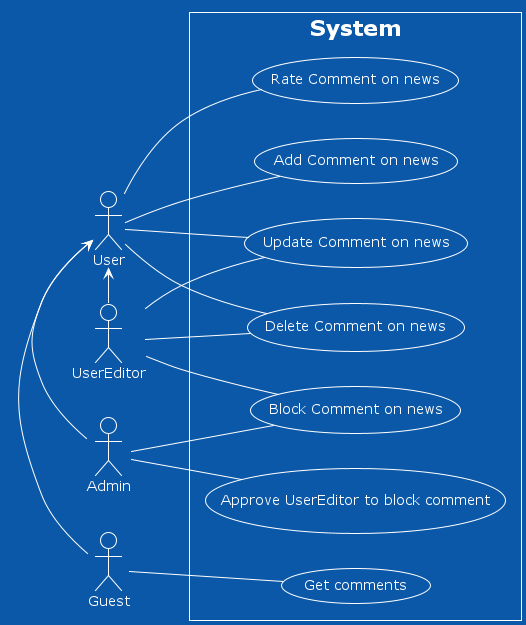 System
Rate Comment on news
Add Comment on news
Update Comment on news
User
Delete Comment on news
UserEditor
Block Comment on news
Admin
Approve UserEditor to block comment
Get comments
Guest